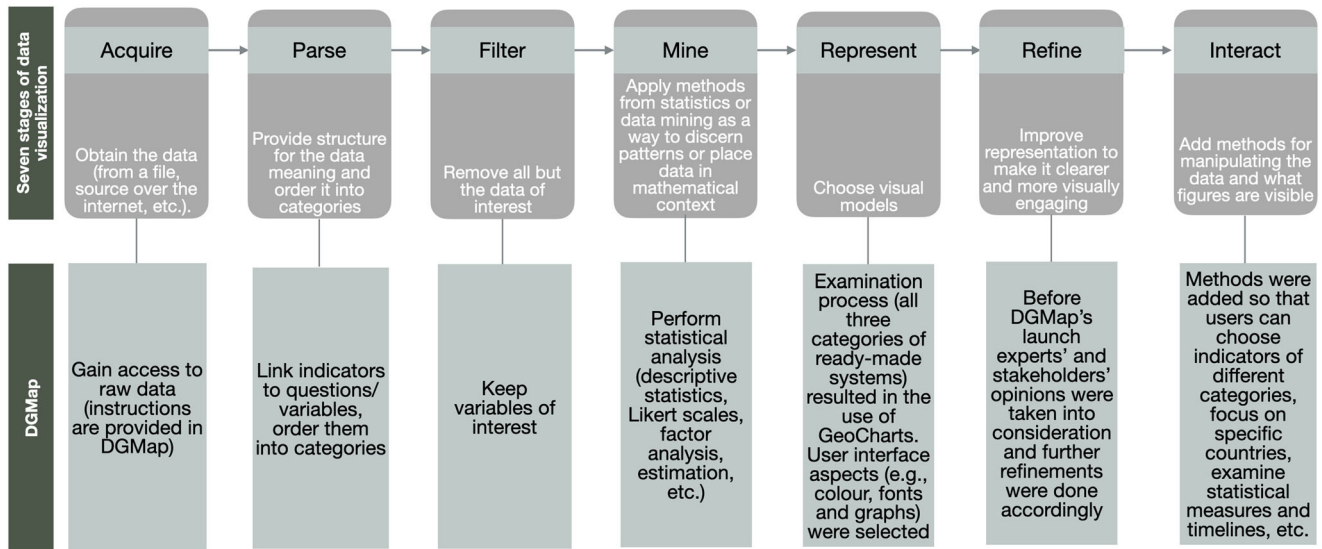 Seven stages of data
visualization
Acquire
Obtain the data
(from a file,
source over the
internet, etc.).
Parse
Provide structure
for the data
meaning and
order it into
categories
Filter
Remove all but
the data of
interest
Mine
Apply methods
from statistics or
data mining as a
way to discern
patterns or place
data in
mathematical
context
Represent
Choose visual
models
Refine
Improve
representation to
make it clearer
and more visually
engaging
Interact
Add methods for
manipulating the
data and what
figures are visible
DGMap
Gain access to
raw data
(instructions
are provided in
DGMap)
Link indicators
to questions/
variables,
order them
into categories
Keep
variables of
interest
Perform
statistical
analysis
(descriptive
statistics,
Likert scales,
factor
analysis,
estimation,
etc.)
Examination
process (all
three
categories of
ready-made
systems)
resulted in the
use of
GeoCharts.
User interface
aspects (e.g.,
colour, fonts
and graphs)
were selected
Before
DGMap’s
launch
experts’ and
stakeholders’
opinions were
taken into
consideration
and further
refinements
were done
accordingly
Methods were
added so that
users can
choose
indicators of
different
categories,
focus on
specific
countries,
examine
statistical
measures and
timelines, etc.